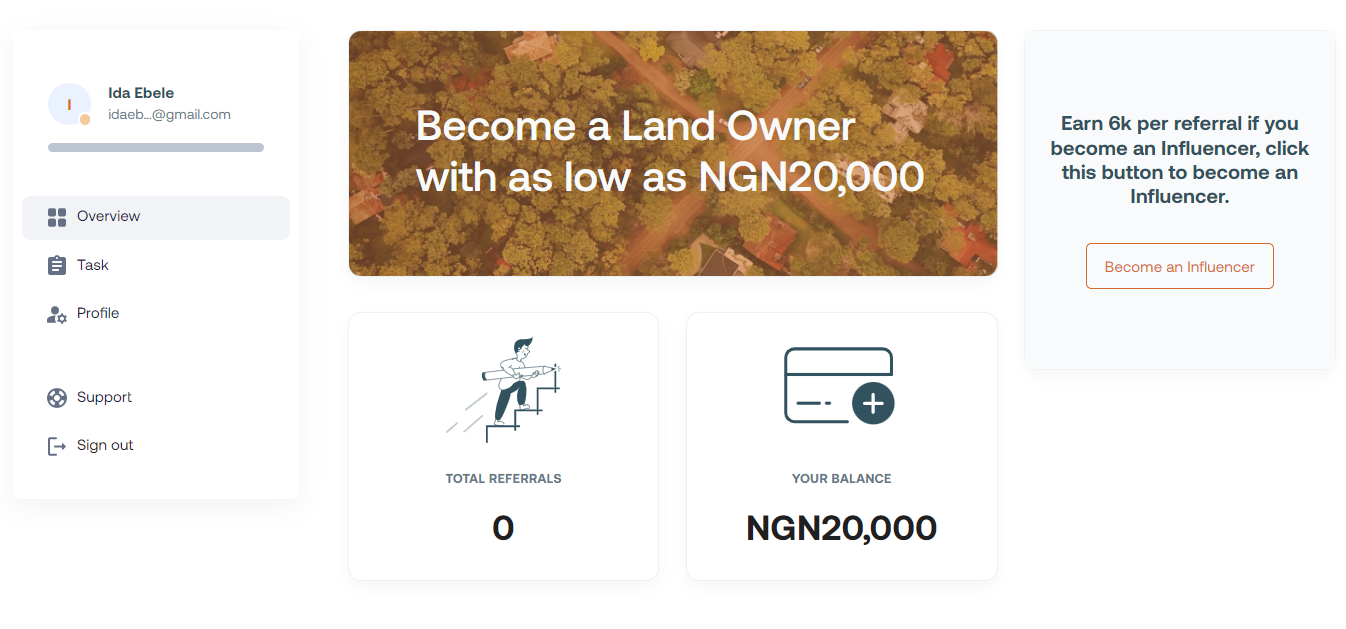 I
Ida Ebele
idaeb...@gmail.com
Overview
Task
Profile
Support
Sign out
Become a Land Owner
with as low as NGN20,000
TOTAL REFERRALS
0
YOUR BALANCE
NGN20,000
Earn 6k per referral if you
become an Influencer, click
this button to become an
Influencer.
Become an Influencer